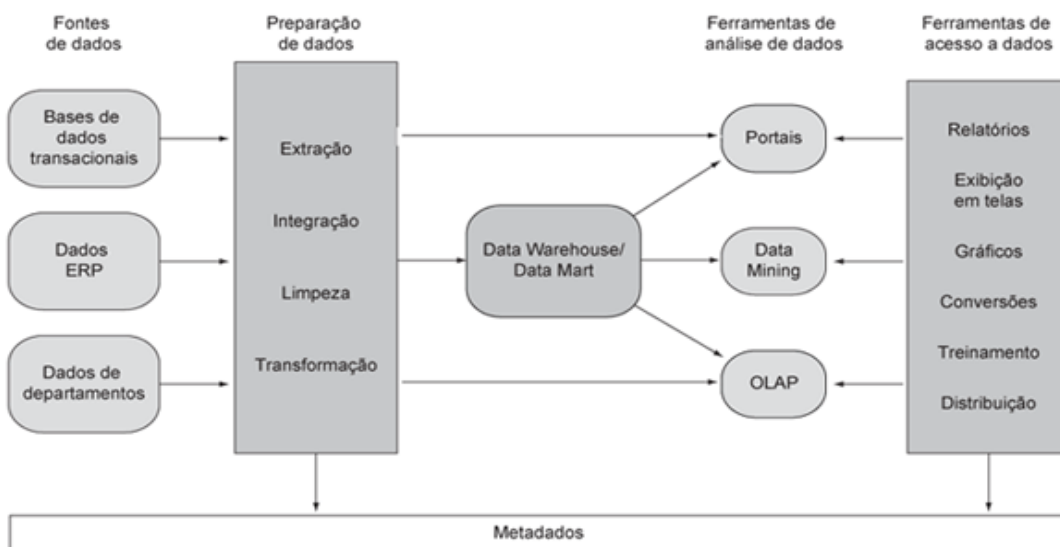 Fontes
de dados
Preparação
de dados
Ferramentas de
análise de dados
Ferramentas de
acesso a dados
Bases de
dados
transacionais
Dados
ERP
Dados de
departamentos
Extração
Integração
Limpeza
Transformação
Data Warehouse/
Data Mart
Portais
Data
Mining
OLAP
Relatórios
Exibição
em telas
Gráficos
Conversões
Treinamento
Distribuição
Metadados